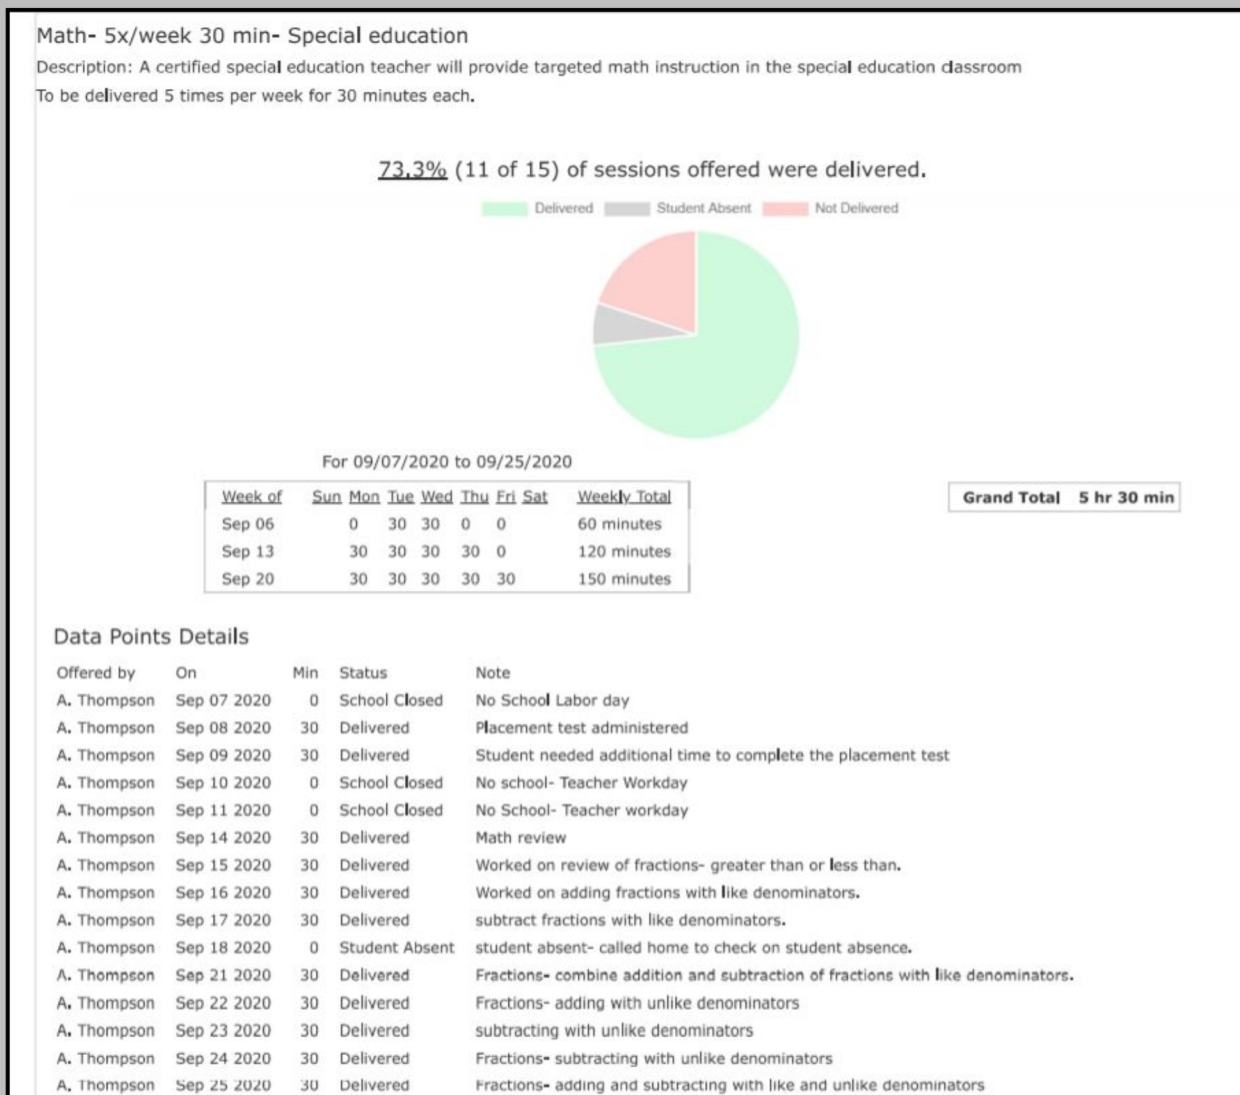 Math- 5x/week 30 min- Special education
Description: A certified special education teacher will provide targeted math instruction in the special education classroom
To be delivered 5 times per week for 30 minutes each.
73.3% (11 of 15) of sessions offered were delivered.
Delivered Student Absent Not Delivered
For 09/07/2020 to 09/25/2020
Week of Sun Mon Tue Wed Thu Fri Sat Weekly Total
Sep 06 0 30 30 0 0 60 minutes
Sep 13 30 30 30 30 0 120 minutes
Sep 20 30 30 30 30 30 150 minutes
Grand Total 5 hr 30 min
Data Points Details
Offered by On Min Status Note
A. Thompson Sep 07 2020 0 School Closed No School Labor day
A. Thompson Sep 08 2020 30 Delivered Placement test administered
A. Thompson Sep 09 2020 30 Delivered Student needed additional time to complete the placement test
A. Thompson Sep 10 2020 0 School Closed No school- Teacher Workday
A. Thompson Sep 11 2020 0 School Closed No School- Teacher workday
A. Thompson Sep 14 2020 30 Delivered Math review
A. Thompson Sep 15 2020 30 Delivered Worked on review of fractions- greater than or less than.
A. Thompson Sep 16 2020 30 Delivered Worked on adding fractions with like denominators.
A. Thompson Sep 17 2020 30 Delivered subtract fractions with like denominators.
A. Thompson Sep 18 2020 0 Student Absent student absent- called home to check on student absence.
A. Thompson Sep 21 2020 30 Delivered Fractions- combine addition and subtraction of fractions with like denominators.
A. Thompson Sep 22 2020 30 Delivered Fractions- adding with unlike denominators
A. Thompson Sep 23 2020 30 Delivered subtracting with unlike denominators
A. Thompson Sep 24 2020 30 Delivered Fractions- subtracting with unlike denominators
A. Thompson Sep 25 2020 30 Delivered Fractions- adding and subtracting with like and unlike denominators